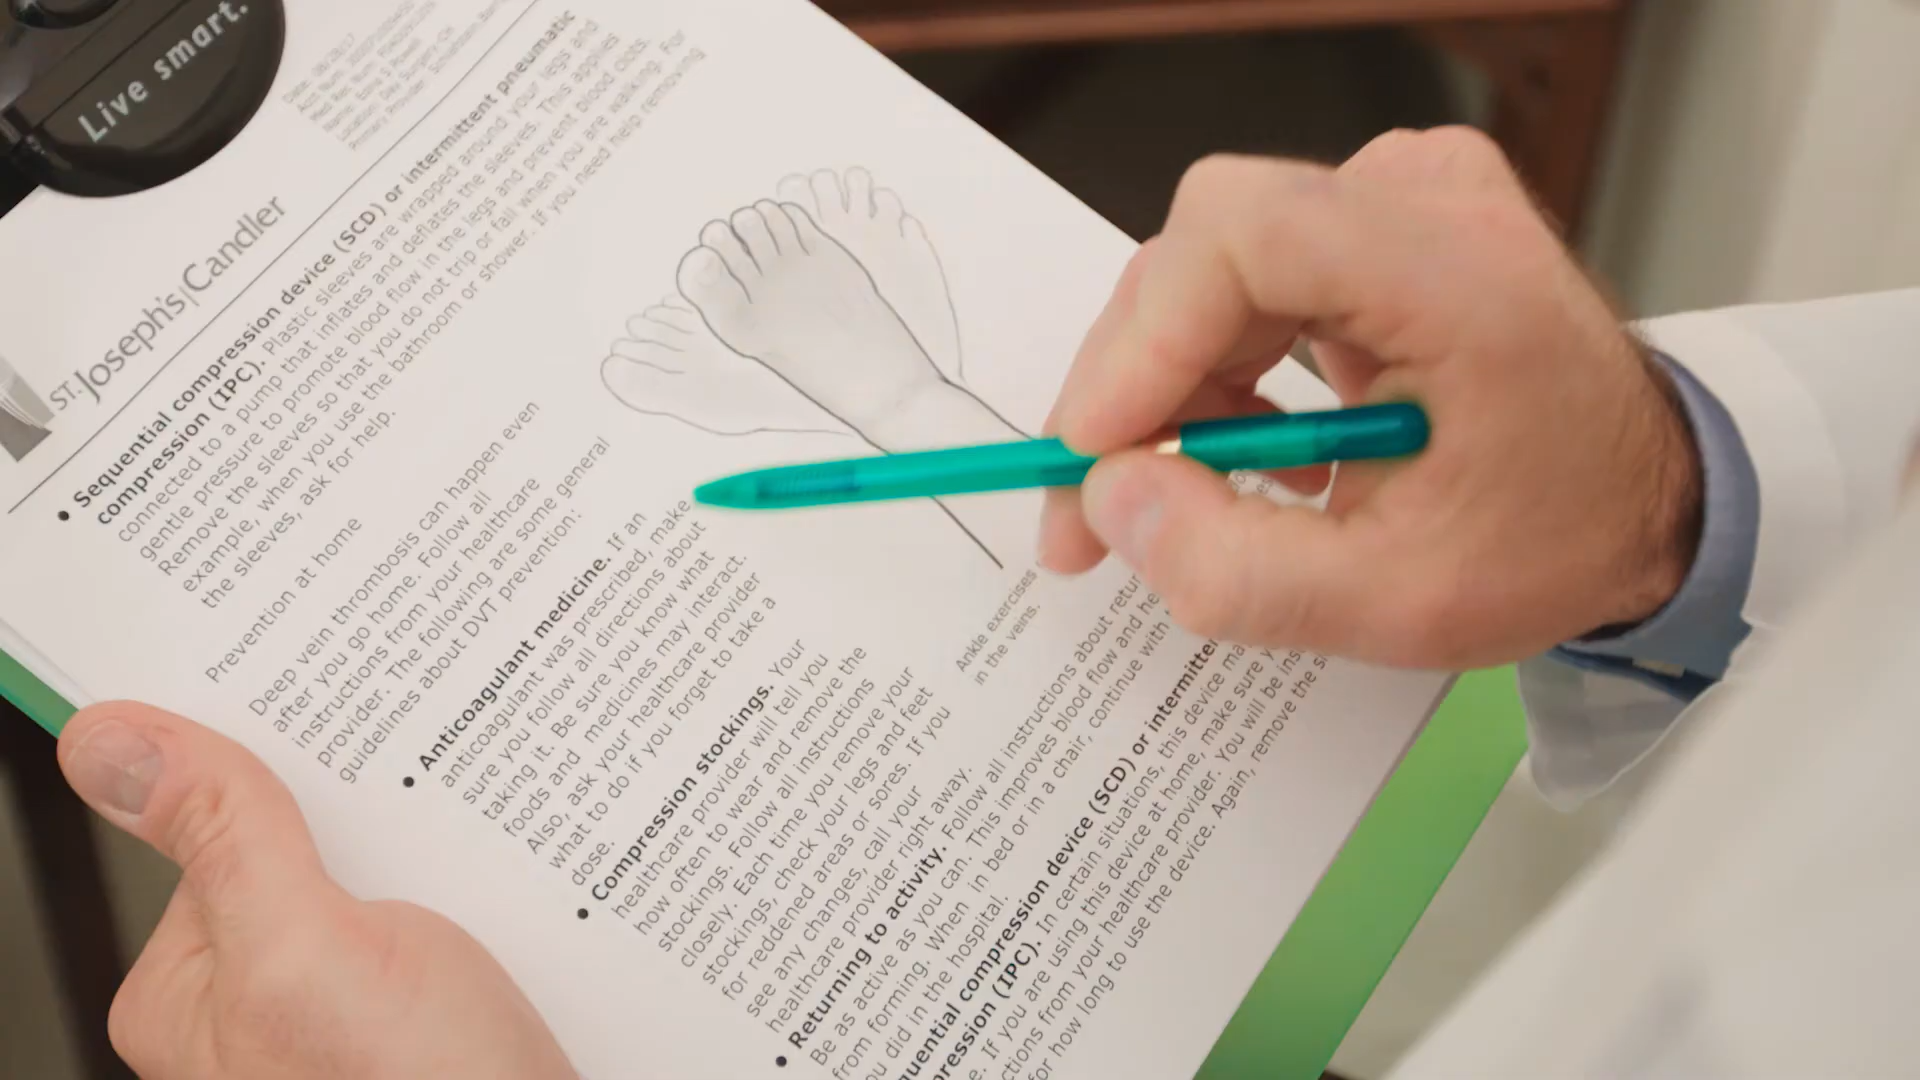 Live smart.
Date: 06/28/17
ST. Joseph's | Candler
• Sequential compression device (SCD) or intermittent pneumatic
compression (IPC). Plastic sleeves are wrapped around your legs and
connected to a pump that inflates and deflates the sleeves. This applies
gentle pressure to promote blood flow in the legs and prevent blood clots.
Remove the sleeves so that you do not trip or fall when you are walking. For
example, when you use the bathroom or shower. If you need help removing
the sleeves, ask for help.
Prevention at home
Deep vein thrombosis can happen even
after you go home. Follow all
instructions from your healthcare
provider. The following are some general
guidelines about DVT prevention:
• Anticoagulant medicine. If an
anticoagulant was prescribed, make
sure you follow all directions about
taking it. Be sure you know what
foods and medicines may interact.
Also, ask your healthcare provider
what to do if you forget to take a
dose.
Ankle exercises
in the veins.
• Compression stockings. Your
healthcare provider will tell you
how often to wear and remove the
stockings. Follow all instructions
closely. Each time you remove your
stockings, check your legs and feet
for reddened areas or sores. If you
see any changes, call your
healthcare provider right away.
• Returning to activity. Follow all instructions about
Be as active as you can. This improves blood flow and
from forming. When in bed or in a chair, continue with
did in the hospital.
compression device (SCD) or
(IPC). In certain situations, this device
If you are using this device at home, make sure
from your healthcare provider. You will be
for how long to use the device. Again, remove the